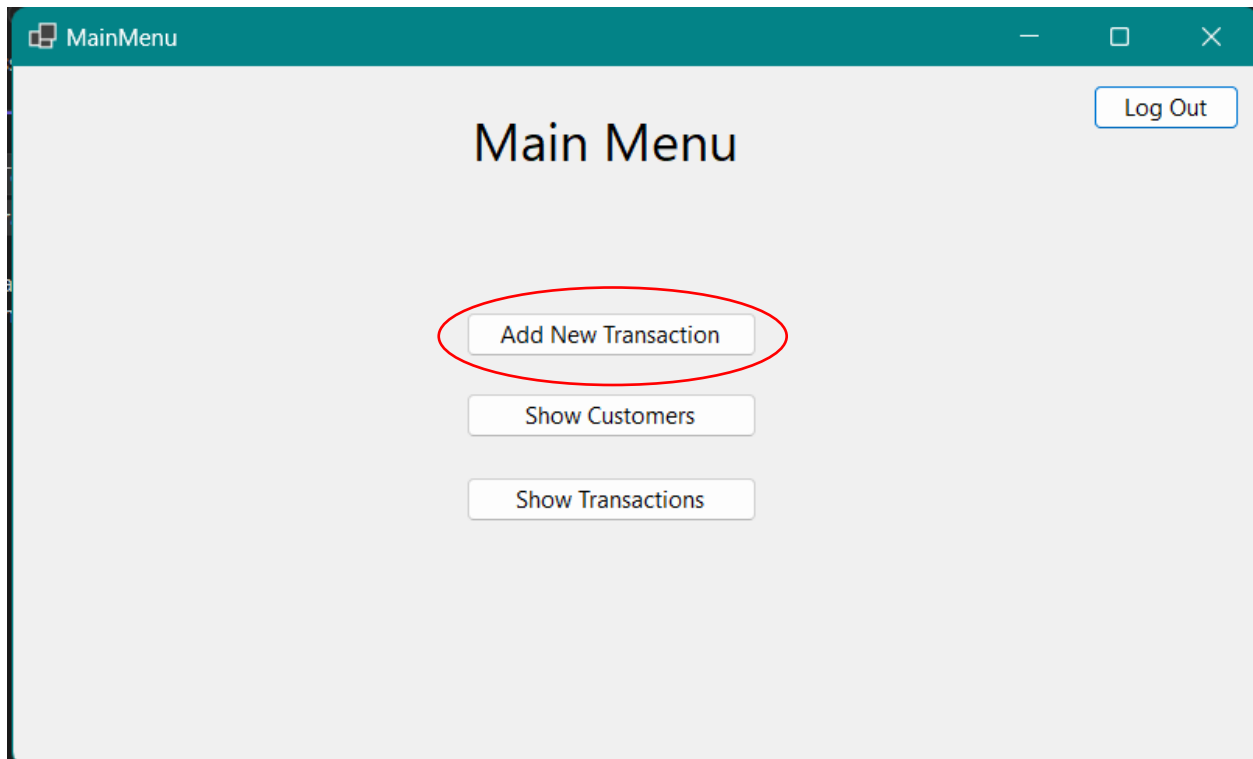 MainMenu
Log Out
Main Menu
Add New Transaction
Show Customers
Show Transactions